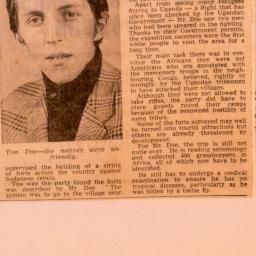 Tim Doe—the natives were un-
friendly.
supervised the building of a string
of forts across the country against
Sudanese rebels.
The way the party found the forts
was described by Mr. Doe. "The
system was to go to the village near
Apart from seeing many refugees
fleeing to Uganda — a flight that has
since been checked by the Ugandan
Government — Mr. Doe saw two men
who had been speared in the fighting.
Thanks to their Government permits,
the expedition members were the first
white people to visit the area for a
long time.
Their main task there was to con-
vince the Africans they were not
Americans who are associated with
the mercenary troops in the neigh-
bouring Congo, believed, rightly or
wrongly, by the Ugandan tribesmen
to have attacked their villages.
Although they were not allowed to
take rifles, the party did have to
place guards round their camps
because of the renowned hostility of
some tribes.
Some of the forts surveyed may well
be turned into tourist attractions but
others are already threatened by
development.
For Mr. Doe, the trip is still not
quite over. He is reading entomology
and collected 400 grasshoppers in
Africa, all of which now have to be
identified.
He still has to undergo a medical
examination to ensure he has no
tropical diseases, particularly as he
was bitten by a tsetse fly.